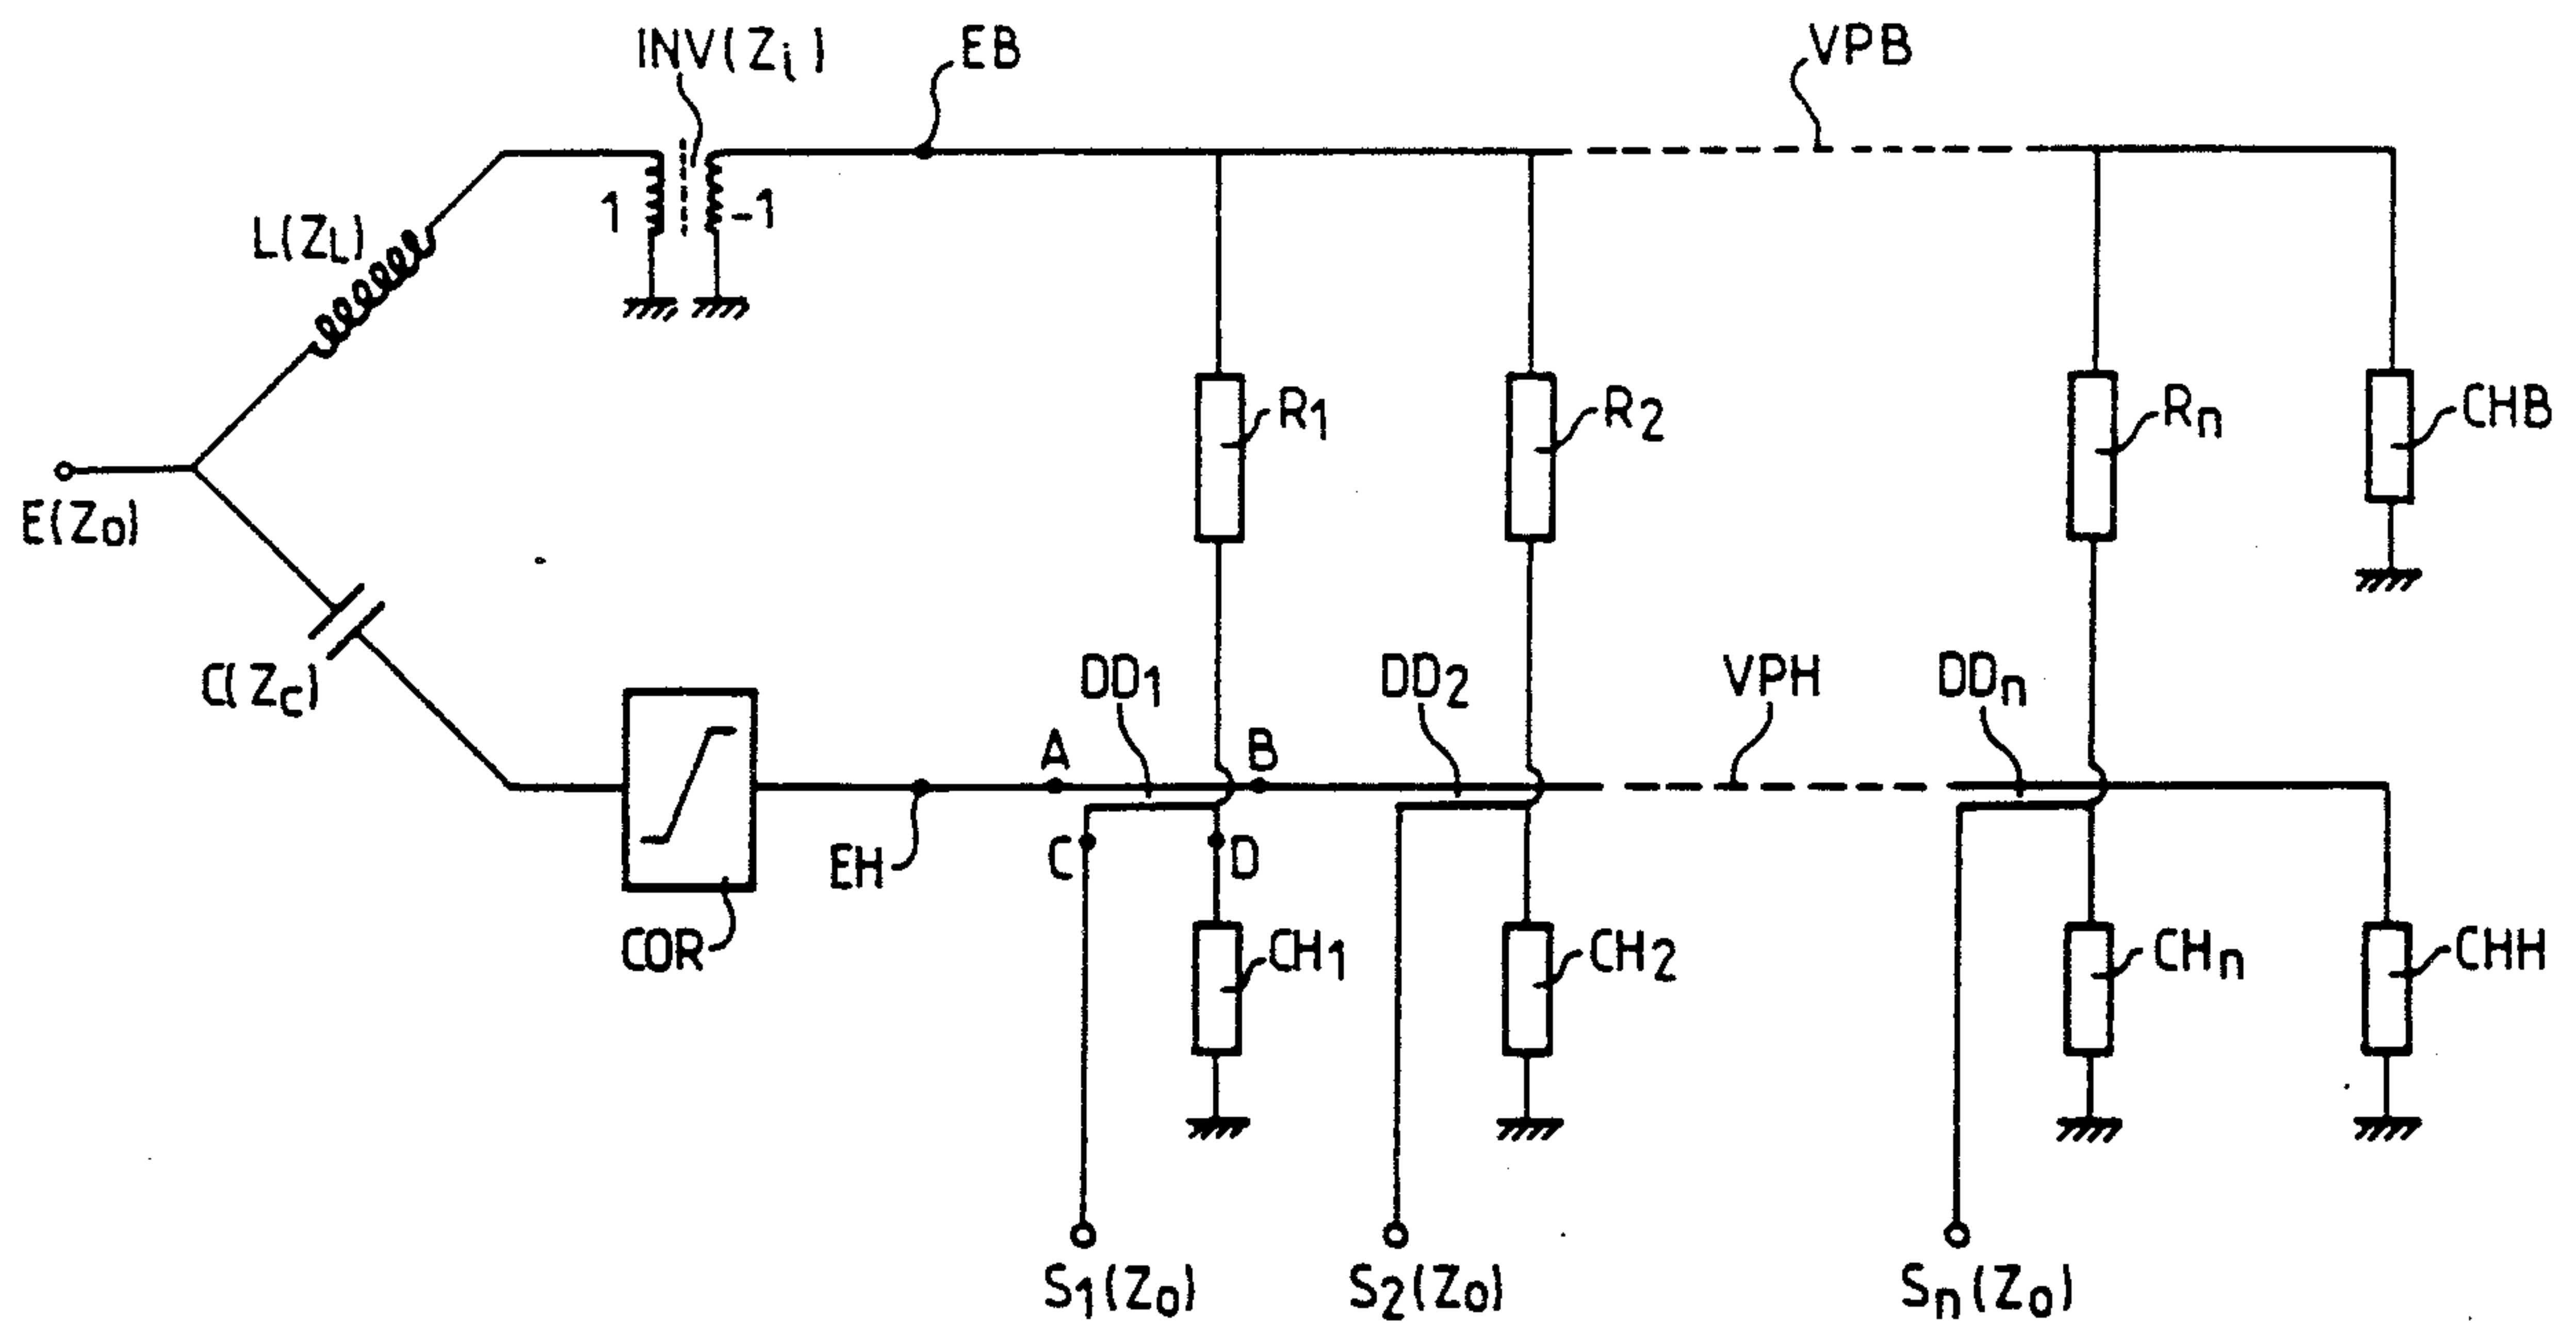 INV(Zi)
EB
VPB
1
-1
L(ZL)
R1
R2
Rn
CHB
E(Zo)
C(Zc)
DD1
DD2
VPH
DDn
A
B
EH
C
D
COR
CH1
CH2
CHn
CHH
S1(Zo)
S2(Zo)
Sn(Zo)